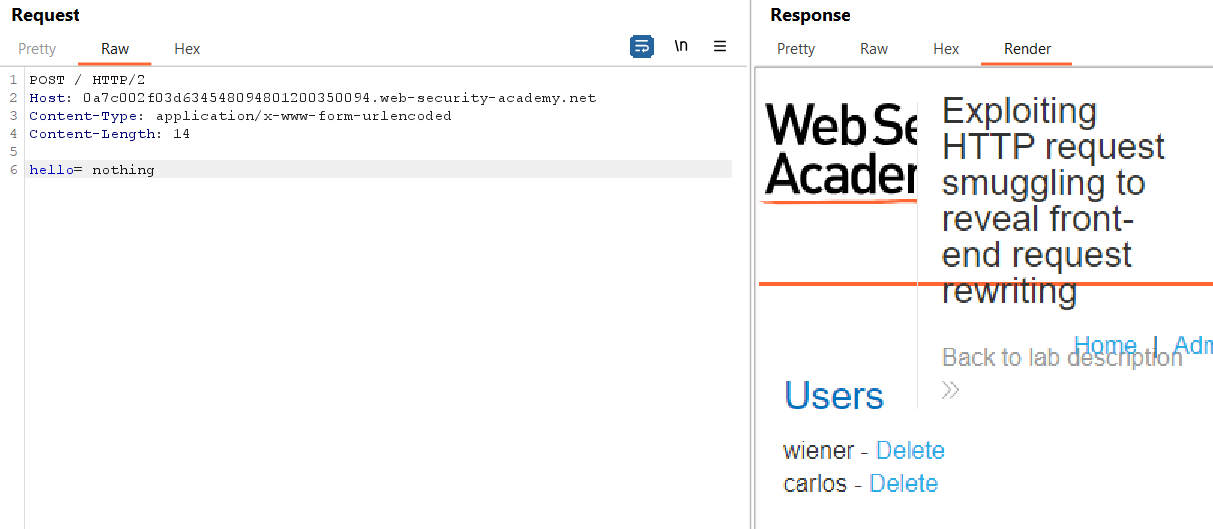 Request
Pretty Raw Hex \n
1 POST / HTTP/2
2 Host: 0a7c002f03d634548094801200350094.web-security-academy.net
3 Content-Type: application/x-www-form-urlencoded
4 Content-Length: 14
5
6 hello= nothing
Response
Pretty Raw Hex Render
Web Se
Acader
Exploiting
HTTP request
smuggling to
reveal front-
end request
rewriting
Home | Adm
Back to lab description
Users
wiener - Delete
carlos - Delete